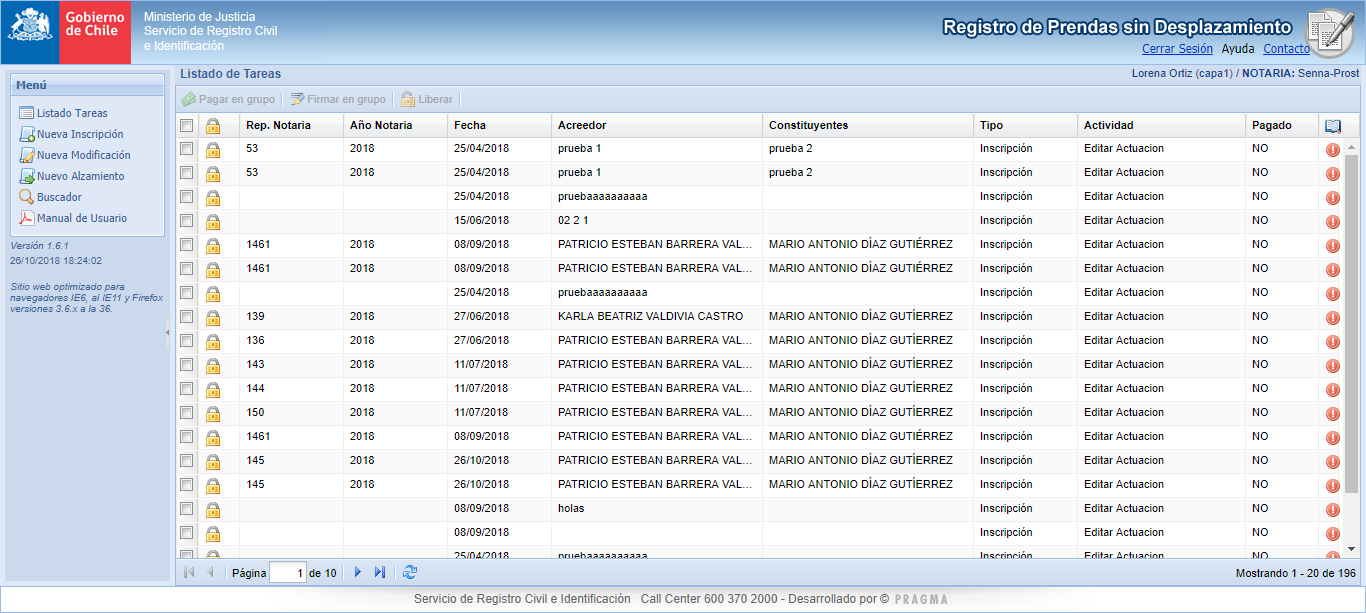 Gobierno
de Chile
Ministerio de Justicia
Servicio de Registro Civil
e Identificación
Registro de Prendas sin Desplazamiento
Cerrar Sesión Ayuda Contacto
Menú
Listado Tareas
Nueva Inscripción
Nueva Modificación
Nuevo Alzamiento
Buscador
Manual de Usuario
Versión 1.6.1
26/10/2018 18:24:02
Sitio web optimizado para
navegadores IE6, al IE11 y Firefox
versiones 3.6.x a la 36.
Listado de Tareas
Lorena Ortiz (capa1) / NOTARIA: Senna-Prost
Pagar en grupo Firmar en grupo Liberar
Rep. Notaria Año Notaria Fecha Acreedor Constituyentes Tipo Actividad Pagado
53 2018 25/04/2018 prueba 1 prueba 2 Inscripción Editar Actuacion NO
53 2018 25/04/2018 prueba 1 prueba 2 Inscripción Editar Actuacion NO
25/04/2018 pruebaaaaaaaaaa Inscripción Editar Actuacion NO
15/06/2018 02 2 1 Inscripción Editar Actuacion NO
1461 2018 08/09/2018 PATRICIO ESTEBAN BARRERA VAL... MARIO ANTONIO DÍAZ GUTIÉRREZ Inscripción Editar Actuacion NO
1461 2018 08/09/2018 PATRICIO ESTEBAN BARRERA VAL... MARIO ANTONIO DÍAZ GUTIÉRREZ Inscripción Editar Actuacion NO
25/04/2018 pruebaaaaaaaaaa Inscripción Editar Actuacion NO
139 2018 27/06/2018 KARLA BEATRIZ VALDIVIA CASTRO MARIO ANTONIO DÍAZ GUTÍERREZ Inscripción Editar Actuacion NO
136 2018 27/06/2018 PATRICIO ESTEBAN BARRERA VAL... MARIO ANTONIO DÍAZ GUTÍERREZ Inscripción Editar Actuacion NO
143 2018 11/07/2018 PATRICIO ESTEBAN BARRERA VAL... MARIO ANTONIO DÍAZ GUTÍERREZ Inscripción Editar Actuacion NO
144 2018 11/07/2018 PATRICIO ESTEBAN BARRERA VAL... MARIO ANTONIO DÍAZ GUTÍERREZ Inscripción Editar Actuacion NO
150 2018 11/07/2018 PATRICIO ESTEBAN BARRERA VAL... MARIO ANTONIO DÍAZ GUTÍERREZ Inscripción Editar Actuacion NO
1461 2018 08/09/2018 PATRICIO ESTEBAN BARRERA VAL... MARIO ANTONIO DÍAZ GUTIÉRREZ Inscripción Editar Actuacion NO
145 2018 26/10/2018 PATRICIO ESTEBAN BARRERA VAL... MARIO ANTONIO DÍAZ GUTÍERREZ Inscripción Editar Actuacion NO
145 2018 26/10/2018 PATRICIO ESTEBAN BARRERA VAL... MARIO ANTONIO DÍAZ GUTÍERREZ Inscripción Editar Actuacion NO
08/09/2018 holas Inscripción Editar Actuacion NO
08/09/2018 Inscripción Editar Actuacion NO
25/04/2018 pruebaaaaaaaaaa Inscripción Editar Actuacion NO
Página 1 de 10 Mostrando 1 - 20 de 196
Servicio de Registro Civil e Identificación Call Center 600 370 2000 - Desarrollado por © PRAGMA